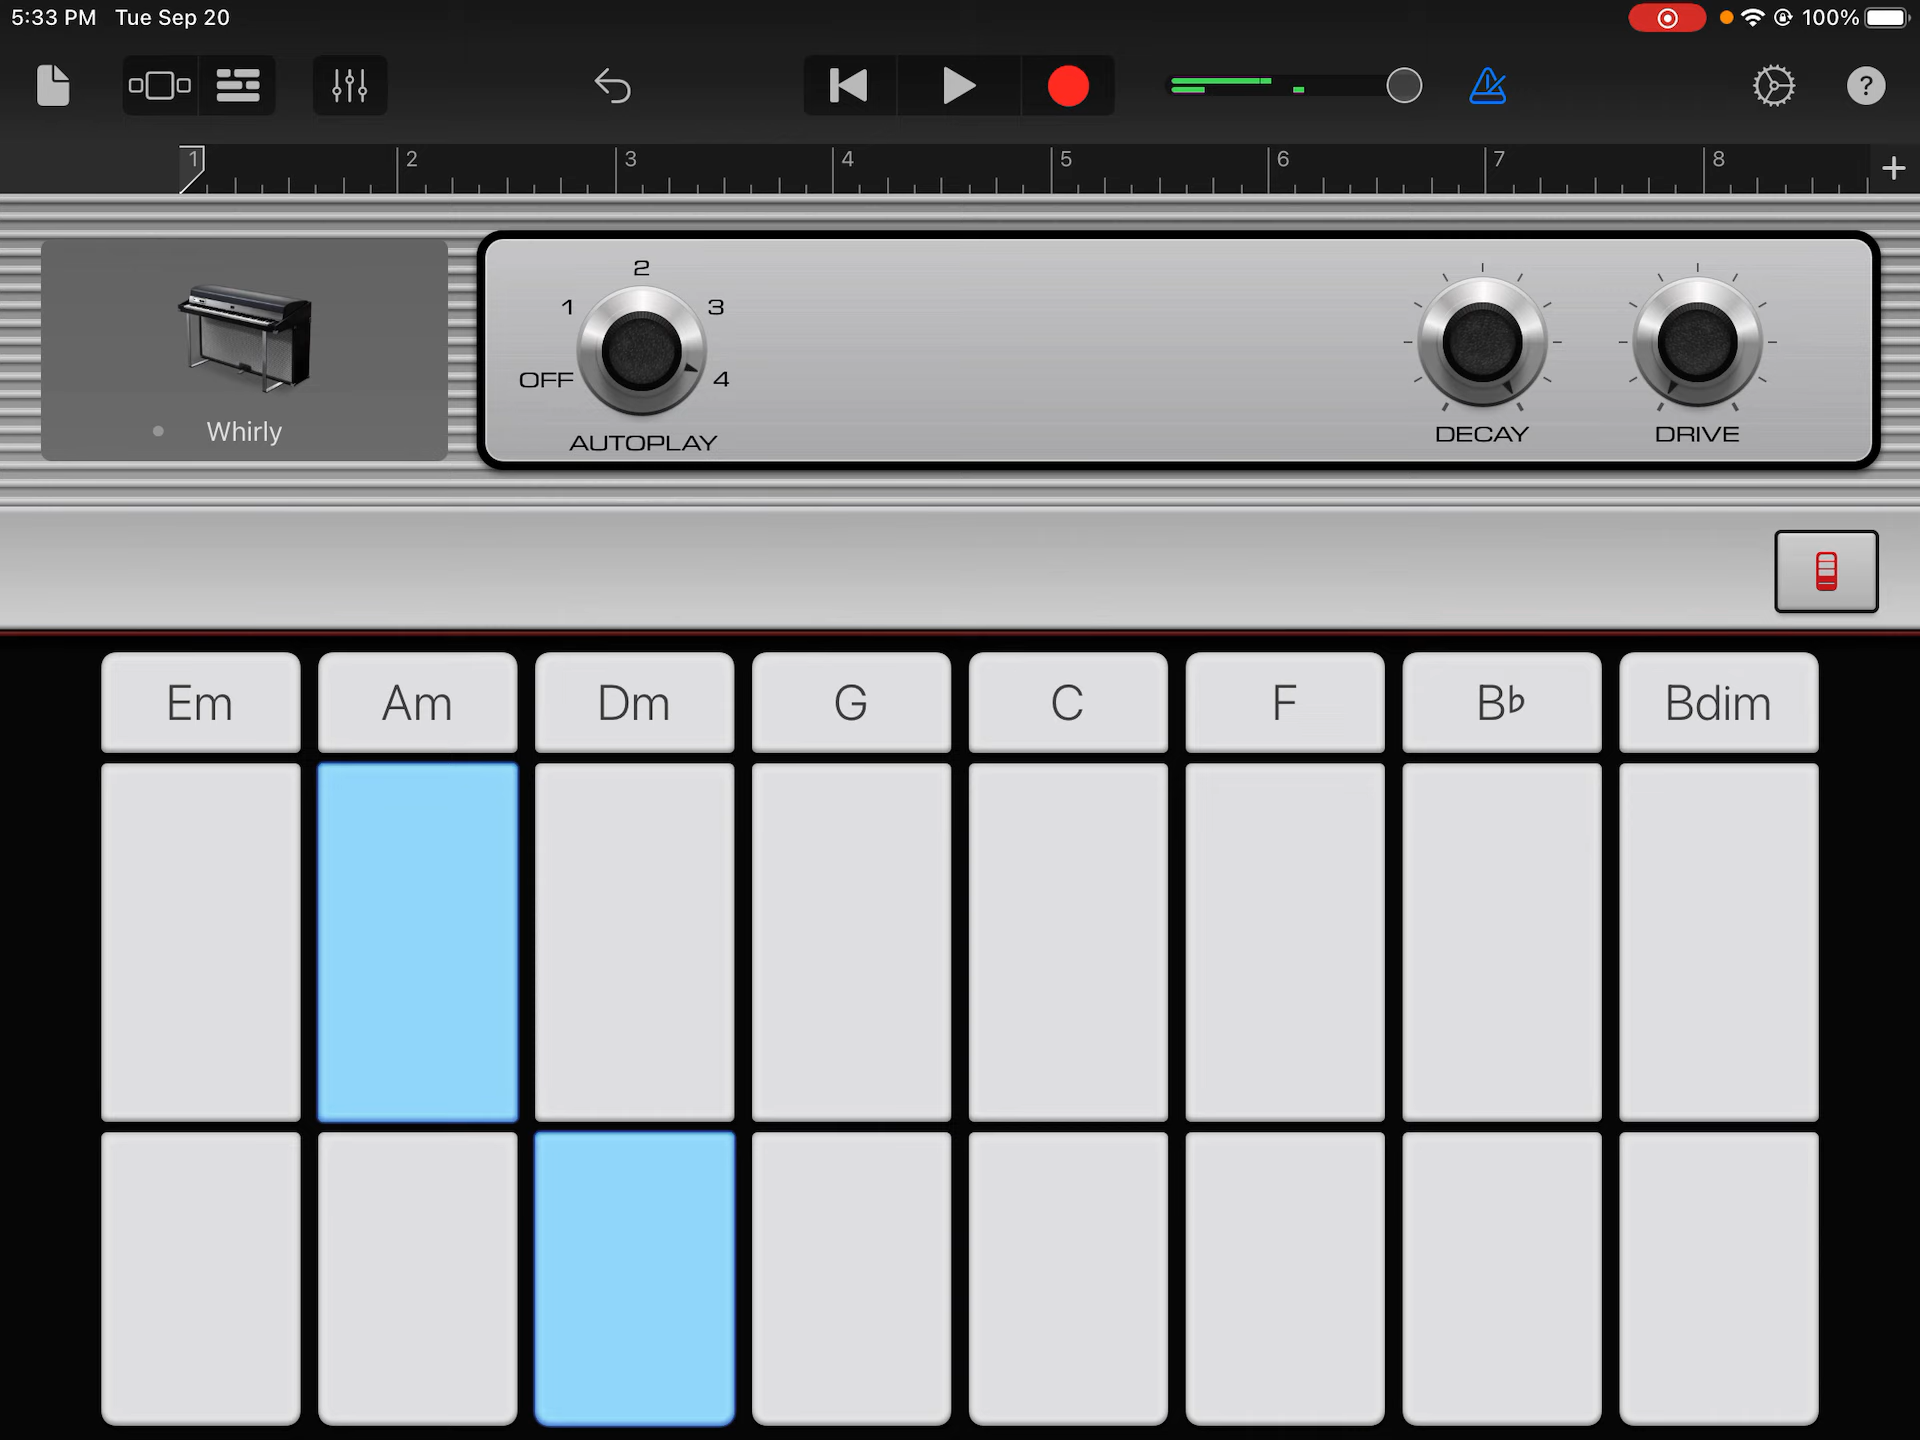 5:33 PM Tue Sep 20 100%
?
1 2 3 4 5 6 7 8 +
2
1 3
OFF 4
AUTOPLAY DECAY DRIVE
Whirly
Em Am Dm G C F B♭ Bdim